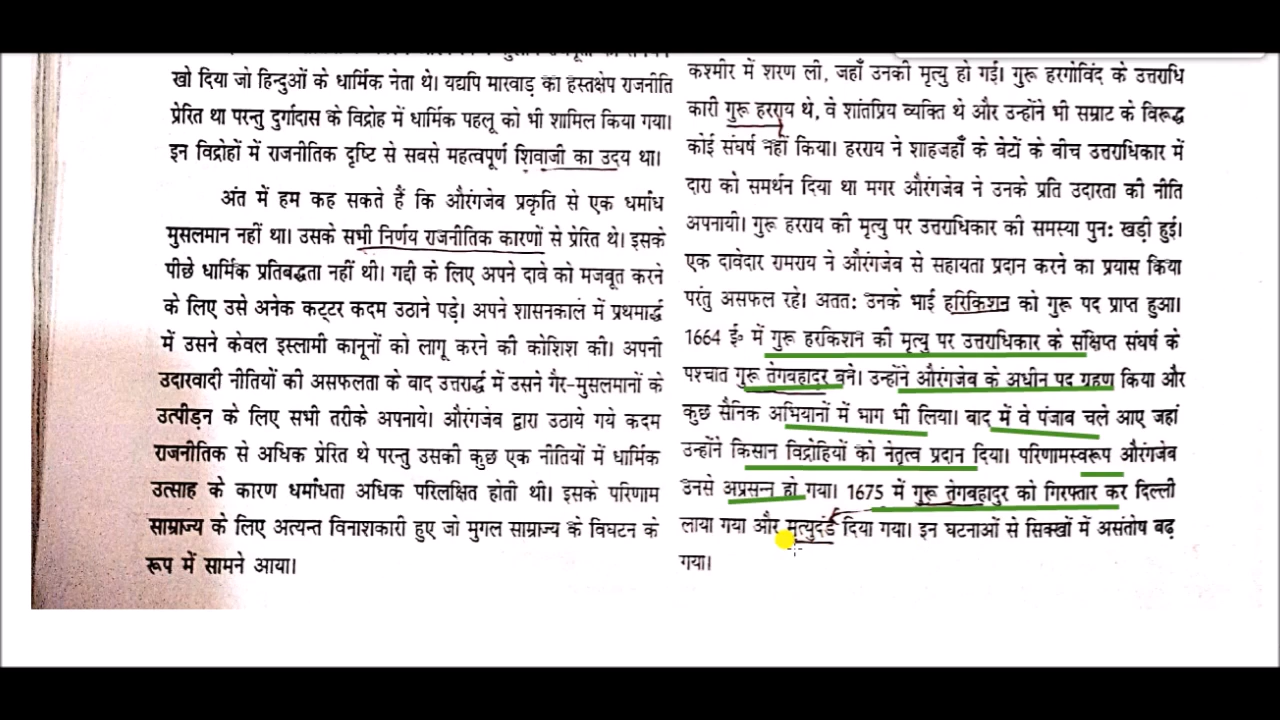 खो दिया जो हिन्दुओं के धार्मिक नेता थे। यद्यपि मारवाड़ का हस्तक्षेप राजनीति
प्रेरित था परन्तु दुर्गादास के विद्रोह में धार्मिक पहलू को भी शामिल किया गया।
इन विद्रोहों में राजनीतिक दृष्टि से सबसे महत्वपूर्ण शिवाजी का उदय था।
अंत में हम कह सकते हैं कि औरंगजेब प्रकृति से एक धर्मांध
मुसलमान नहीं था। उसके सभी निर्णय राजनीतिक कारणों से प्रेरित थे। इसके
पीछे धार्मिक प्रतिबद्धता नहीं थी। गद्दी के लिए अपने दावे को मजबूत करने
के लिए उसे अनेक कट्टर कदम उठाने पड़े। अपने शासनकाल में प्रथमार्द्ध
में उसने केवल इस्लामी कानूनों को लागू करने की कोशिश की। अपनी
उदारवादी नीतियों की असफलता के वाद उत्तरार्द्ध में उसने गैर-मुसलमानों के
उत्पीड़न के लिए सभी तरीके अपनाये। औरंगजेब द्वारा उठाये गये कदम
राजनीतिक से अधिक प्रेरित थे परन्तु उसकी कुछ एक नीतियों में धार्मिक
उत्साह के कारण धर्मांधता अधिक परिलक्षित होती थी। इसके परिणाम
साम्राज्य के लिए अत्यन्त विनाशकारी हुए जो मुगल साम्राज्य के विघटन के
रूप में सामने आया।
कश्मीर में शरण ली, जहाँ उनकी मृत्यु हो गई। गुरू हरगोविंद के उत्तराधि
कारी गुरू हरराय थे, वे शांतप्रिय व्यक्ति थे और उन्होंने भी सम्राट के विरूद्ध
कोई संघर्ष नहीं किया। हरराय ने शाहजहाँ के वेटों के वीच उत्तराधिकार में
दारा को समर्थन दिया था मगर औरंगजेब ने उनके प्रति उदारता की नीति
अपनायी। गुरू हरराय की मृत्यु पर उत्तराधिकार की समस्या पुन: खड़ी हुई।
एक दावेदार रामराय ने औरंगजेब से सहायता प्रदान करने का प्रयास किया
परंतु असफल रहे। अतत: उनके भाई हरिकिशन को गुरू पद प्राप्त हुआ।
1664 ई॰ में गुरू हरकिशन की मृत्यु पर उत्तराधिकार के संक्षिप्त संघर्ष के
पश्चात गुरू तेगबहादुर बने। उन्होंने औरंगजेब के अधीन पद ग्रहण किया और
कुछ सैनिक अभियानों में भाग भी लिया। बाद में वे पंजाब चले आए जहां
उन्होंने किसान विद्रोहियों को नेतृत्व प्रदान दिया। परिणामस्वरूप औरंगजेब
उनसे अप्रसन्न हो गया। 1675 में गुरू तेगबहादुर को गिरफ्तार कर दिल्ली
लाया गया और मृत्युदंड दिया गया। इन घटनाओं से सिक्खों में असंतोष बढ़
गया।